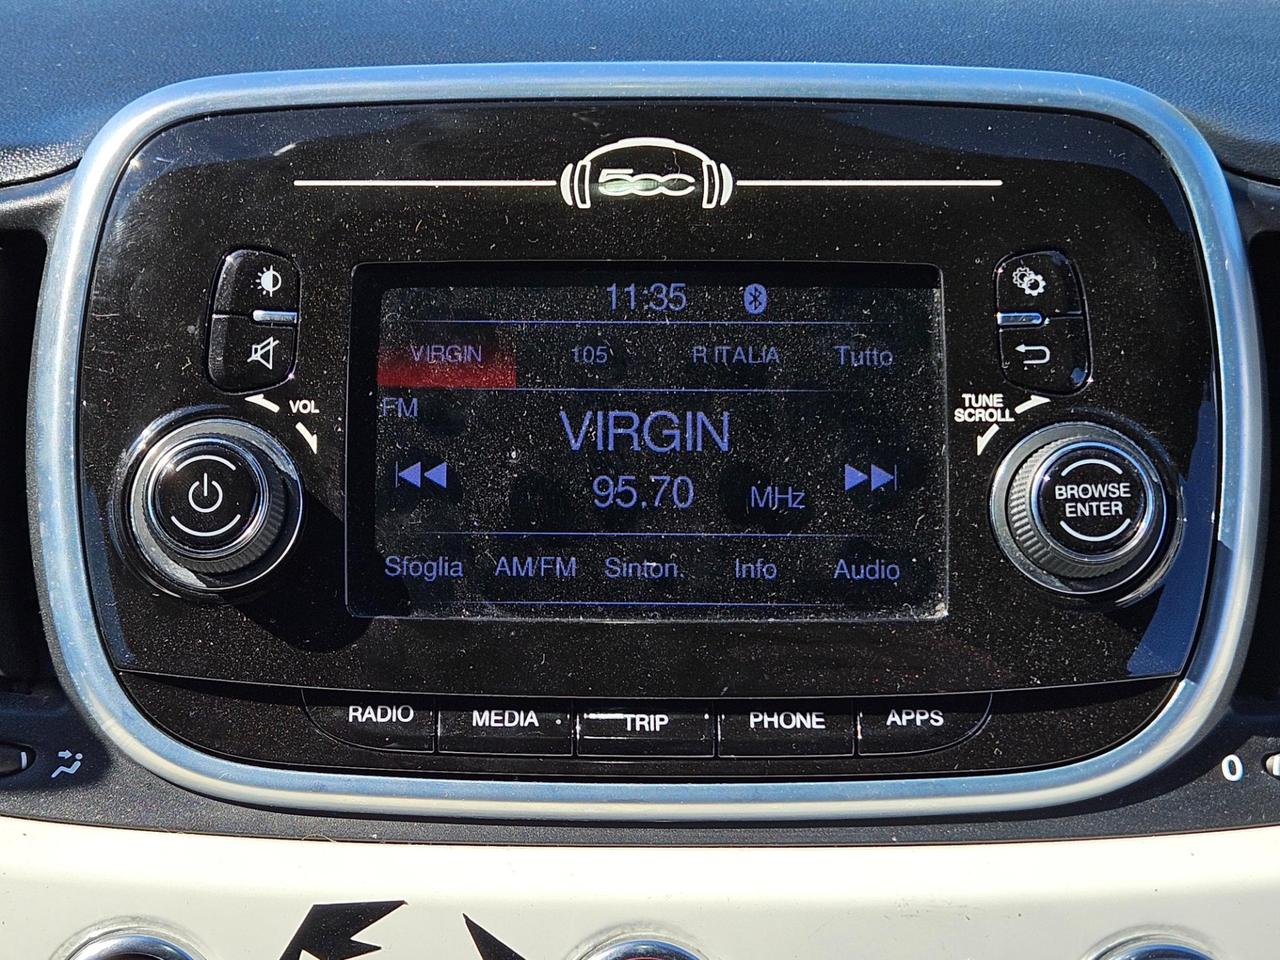 500
11:35
VIRGIN 105 R ITALIA Tutto
FM
VIRGIN
95.70 MHz
Sfoglia AM/FM Sinton. Info Audio
VOL
TUNE
SCROLL
BROWSE
ENTER
RADIO MEDIA TRIP PHONE APPS
0